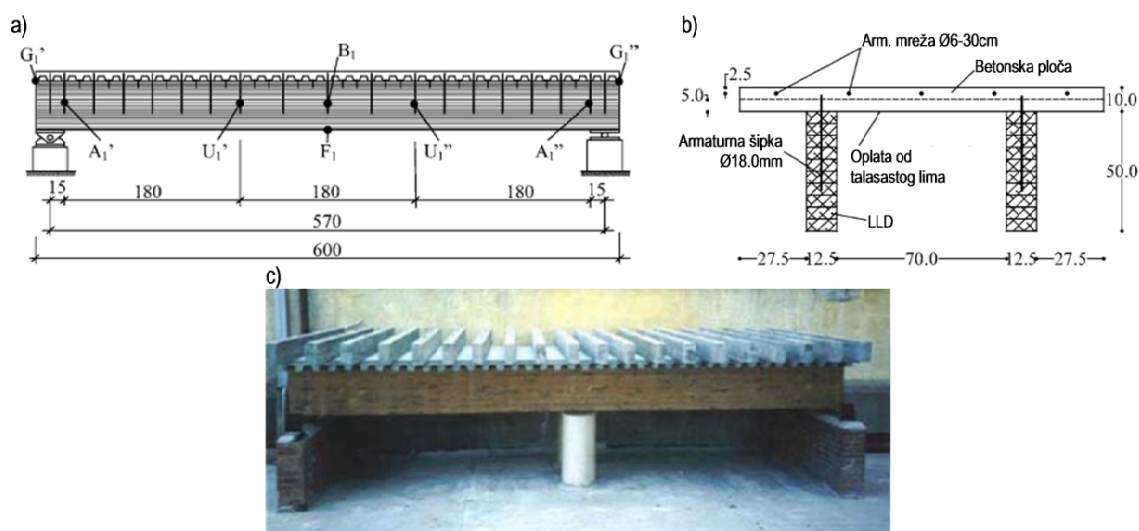 a)
G₁'
B₁
G₁''
A₁'
U₁'
F₁
U₁''
A₁''
15
180
180
180
15
570
600
b)
Arm. mreža Ø6-30cm
2.5
Betonska ploča
5.0
10.0
Armaturna šipka
Ø18.0mm
Oplata od
talasastog lima
50.0
LLD
27.5
12.5
70.0
12.5
27.5
c)